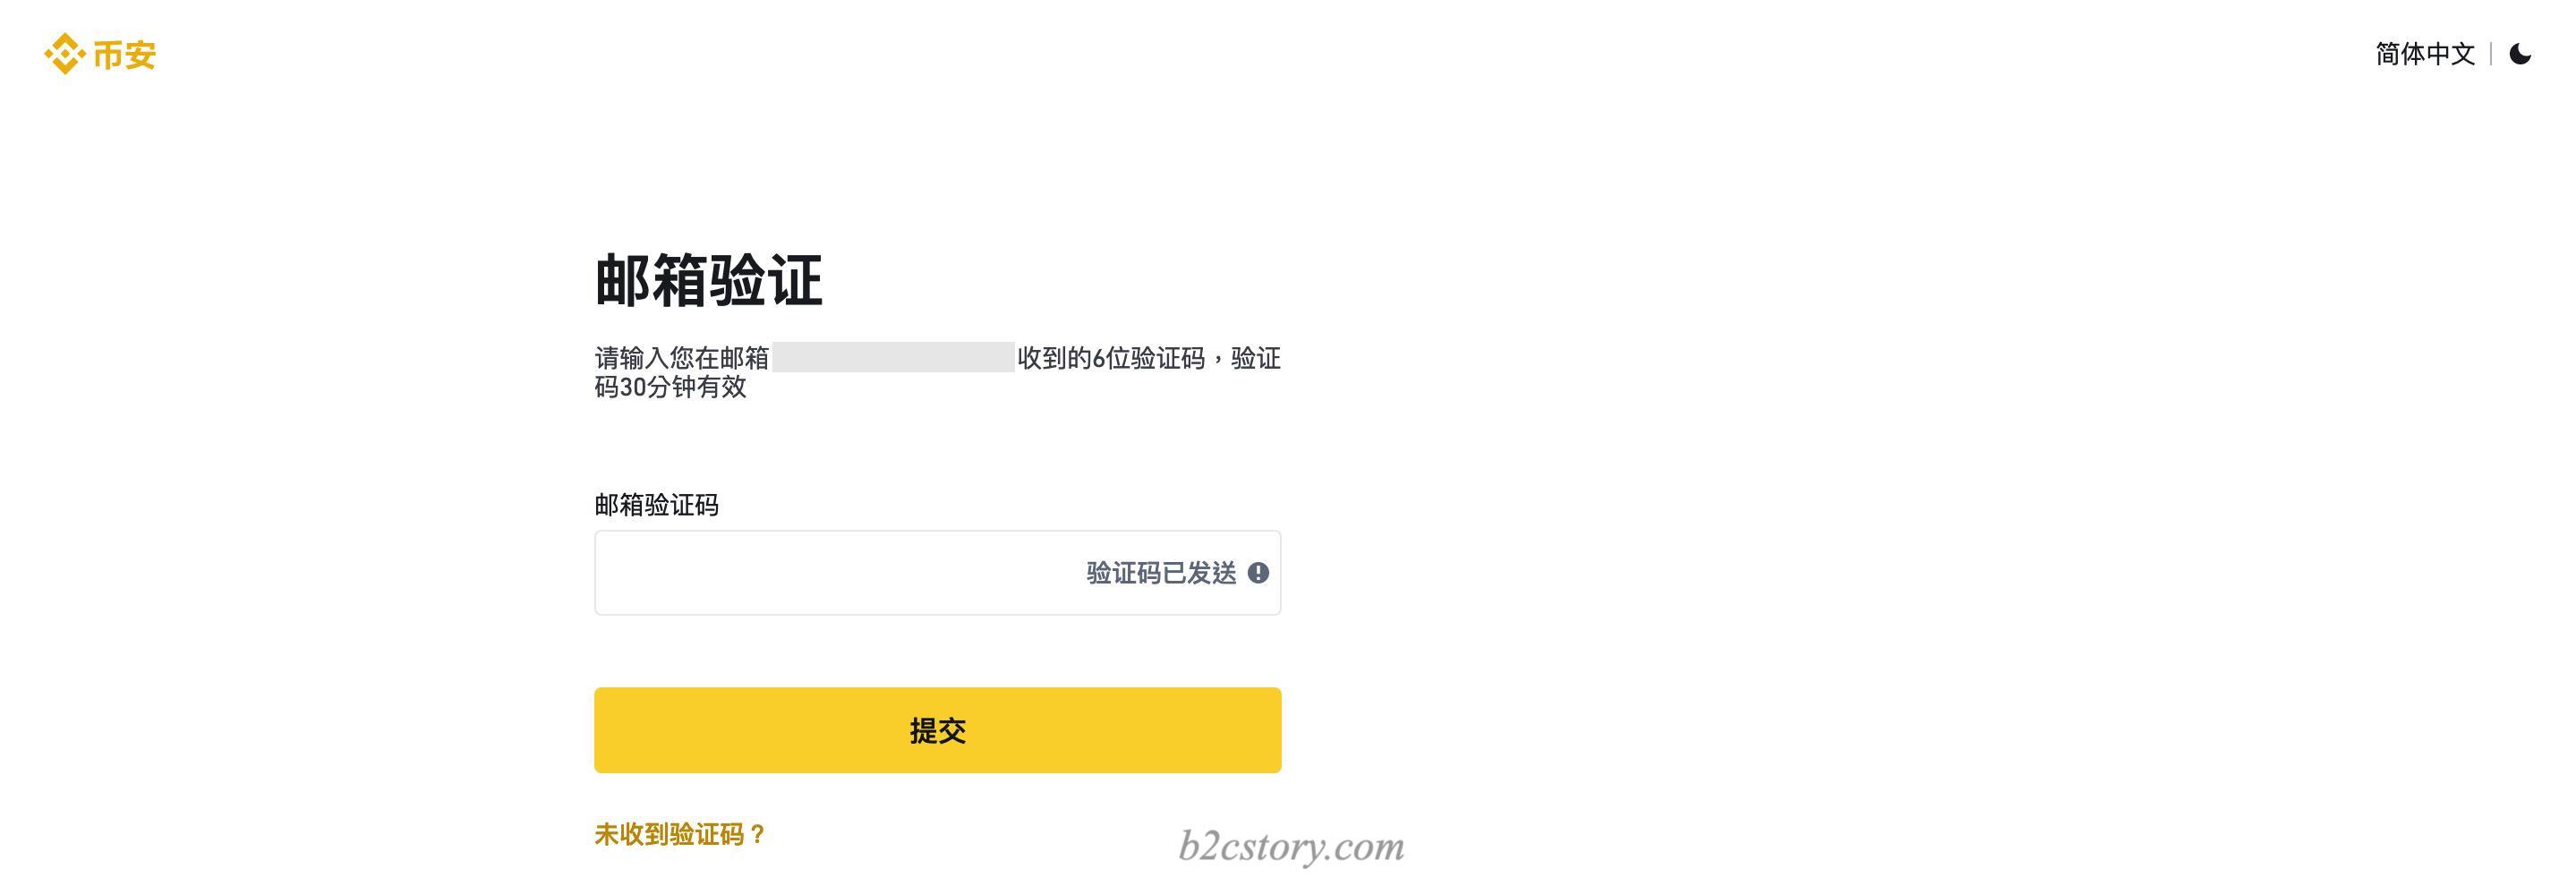 币安
简体中文
邮箱验证
请输入您在邮箱 收到的6位验证码，验证
码30分钟有效
邮箱验证码
验证码已发送
提交
未收到验证码？
b2cstory.com